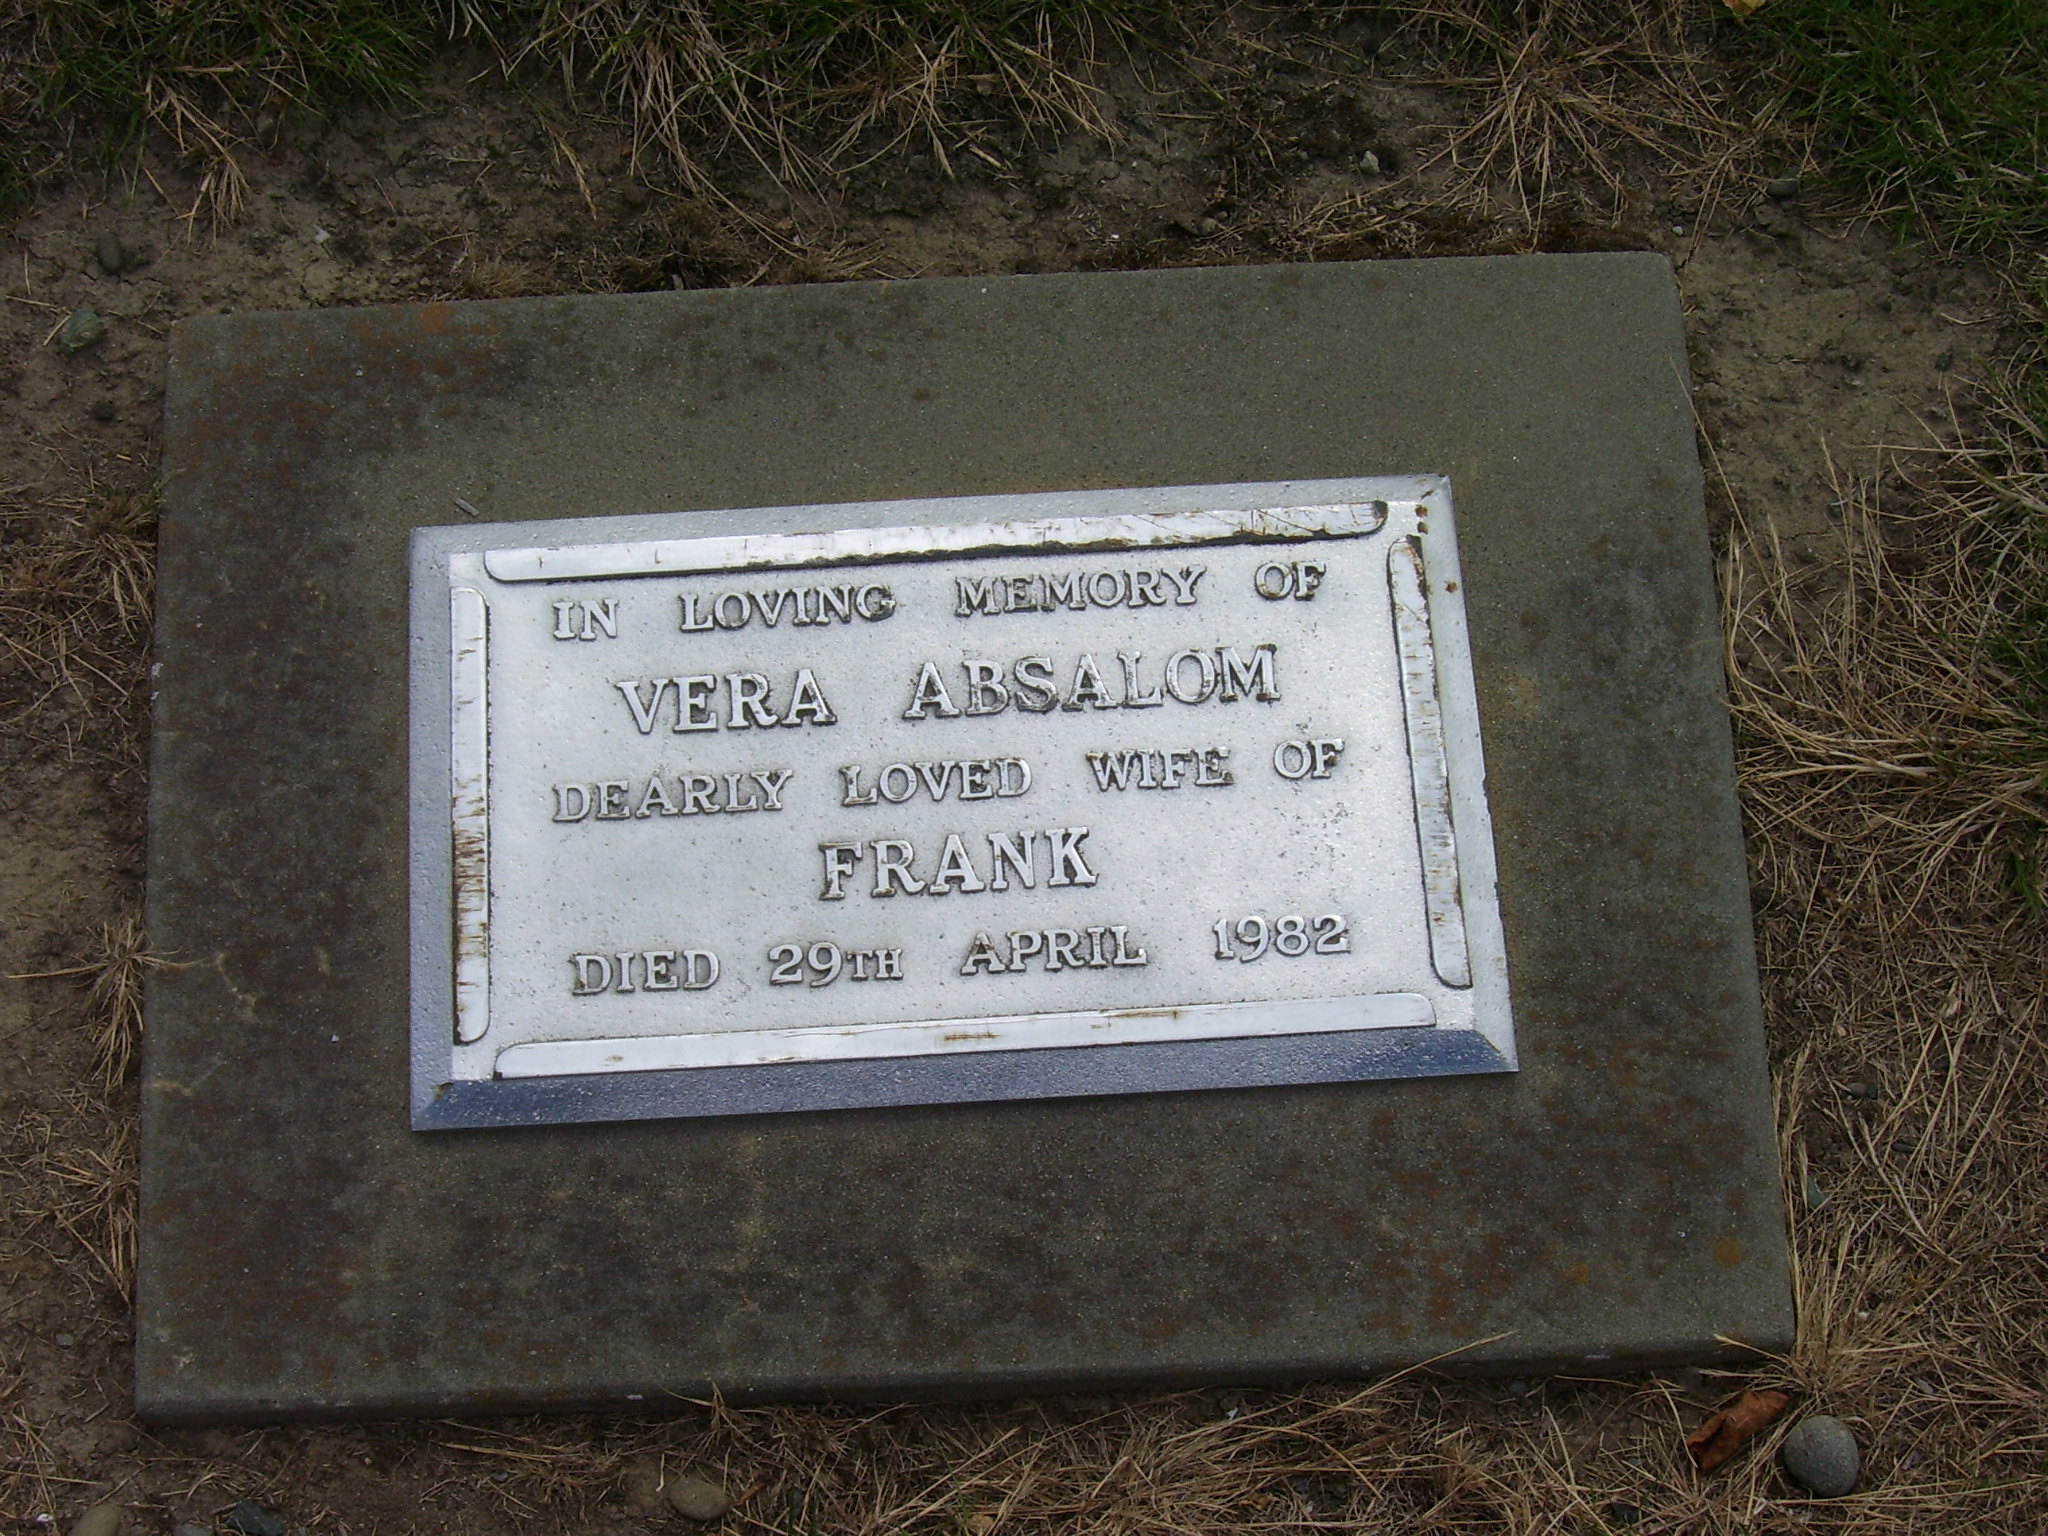 IN LOVING MEMORY OF
VERA ABSALOM
DEARLY LOVED WIFE OF
FRANK
DIED 29TH APRIL 1982